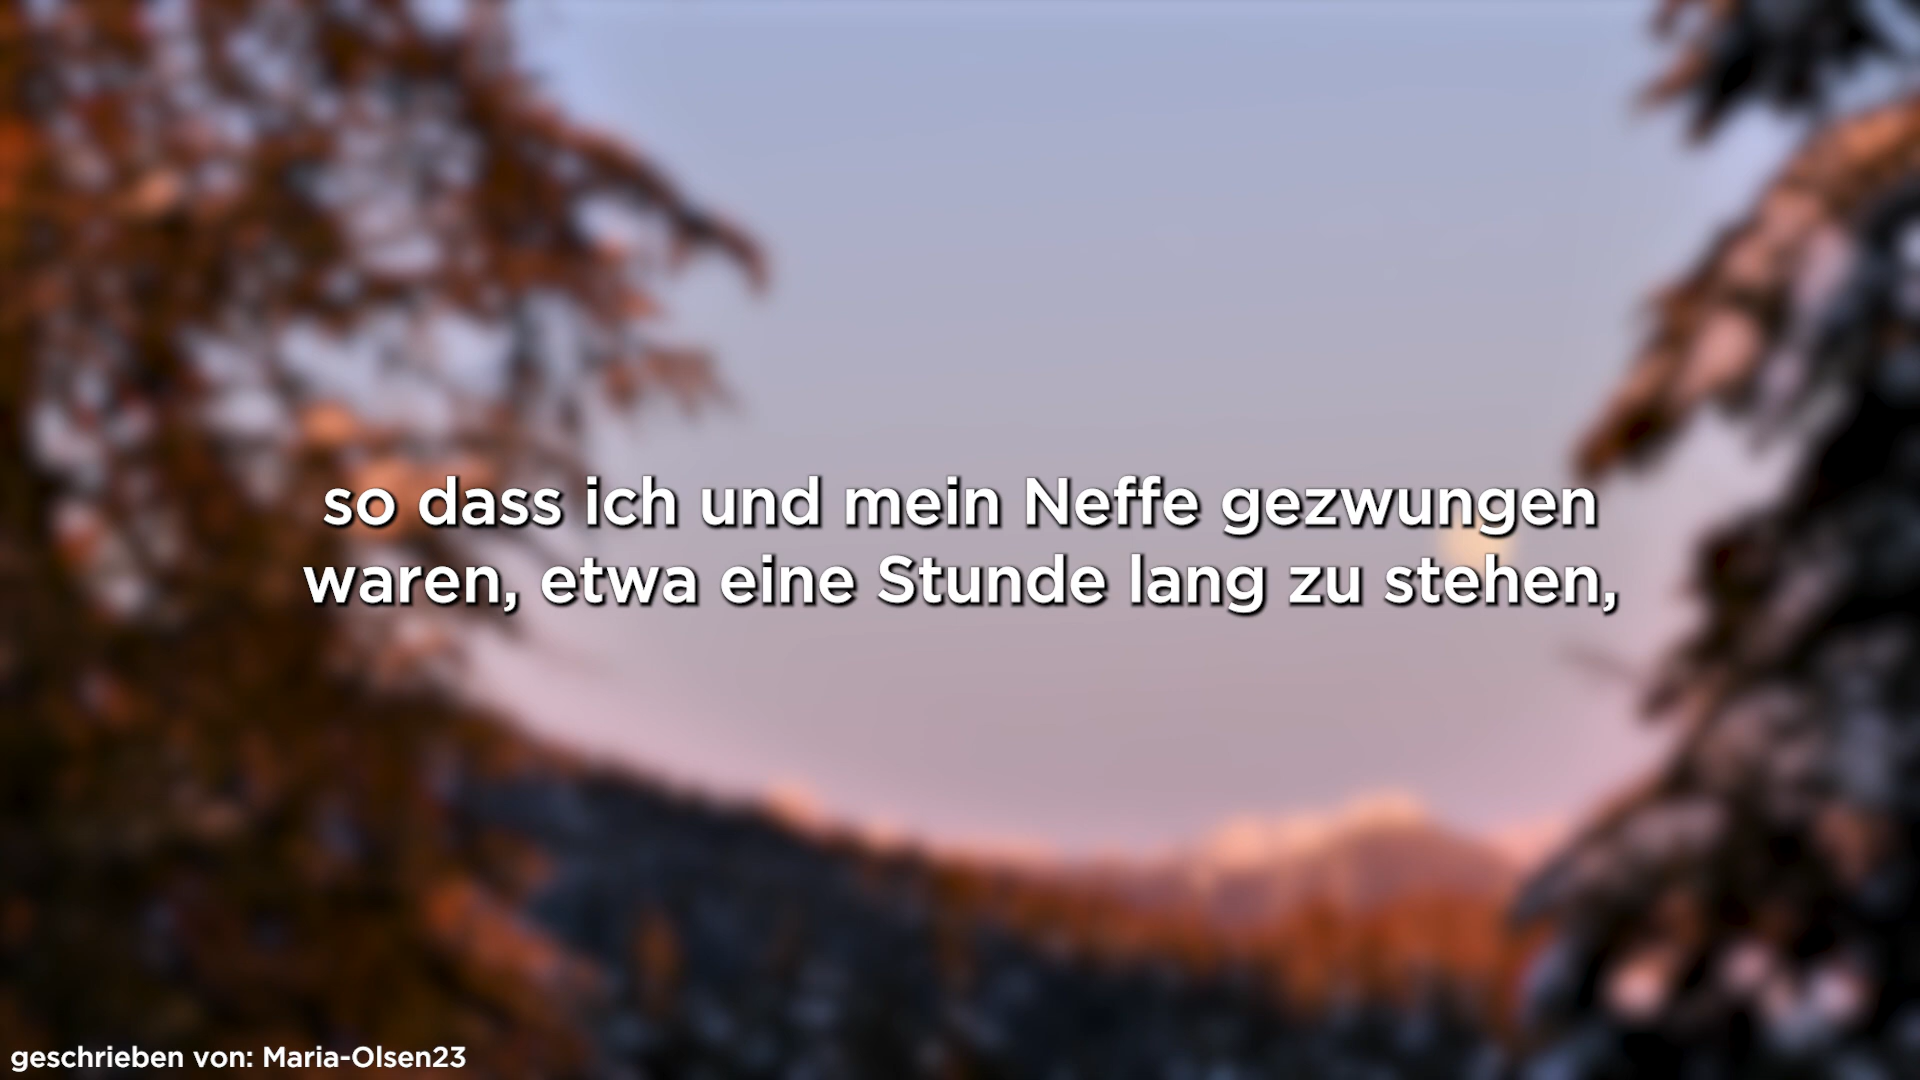 so dass ich und mein Neffe gezwungen
waren, etwa eine Stunde lang zu stehen,
geschrieben von: Maria-Olsen23